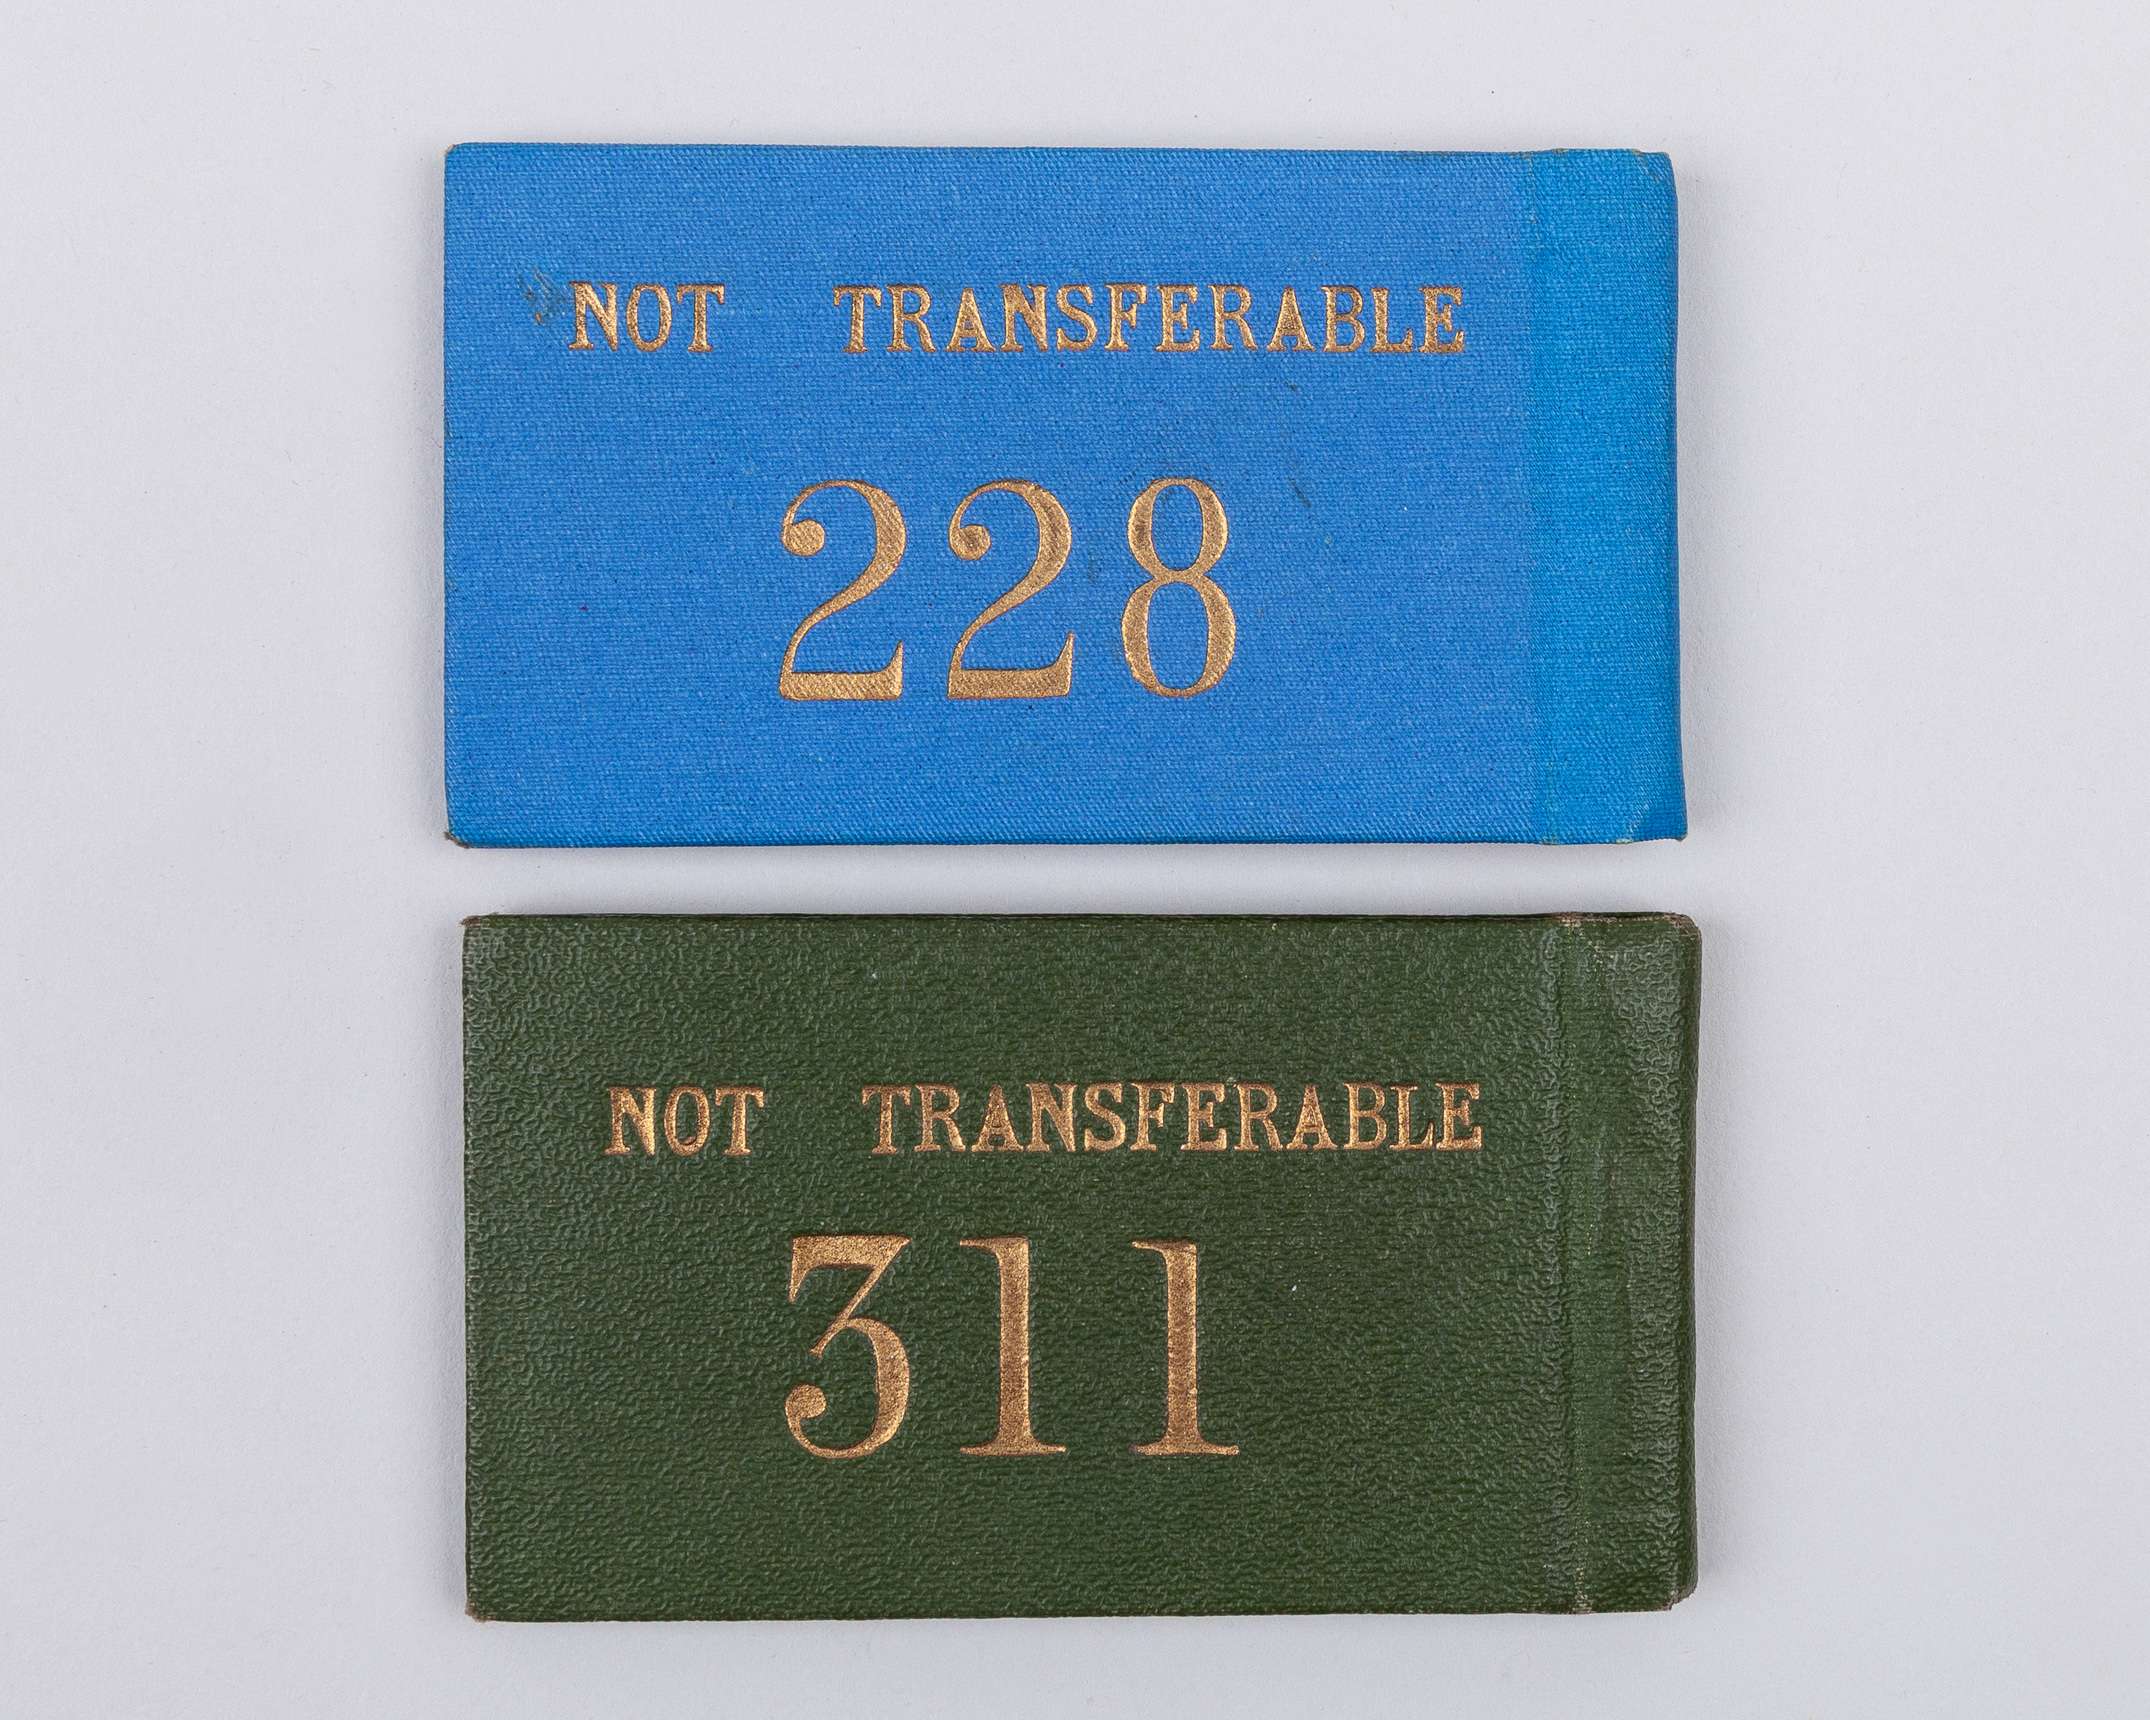 NOT TRANSFERABLE
228
NOT TRANSFERABLE
311